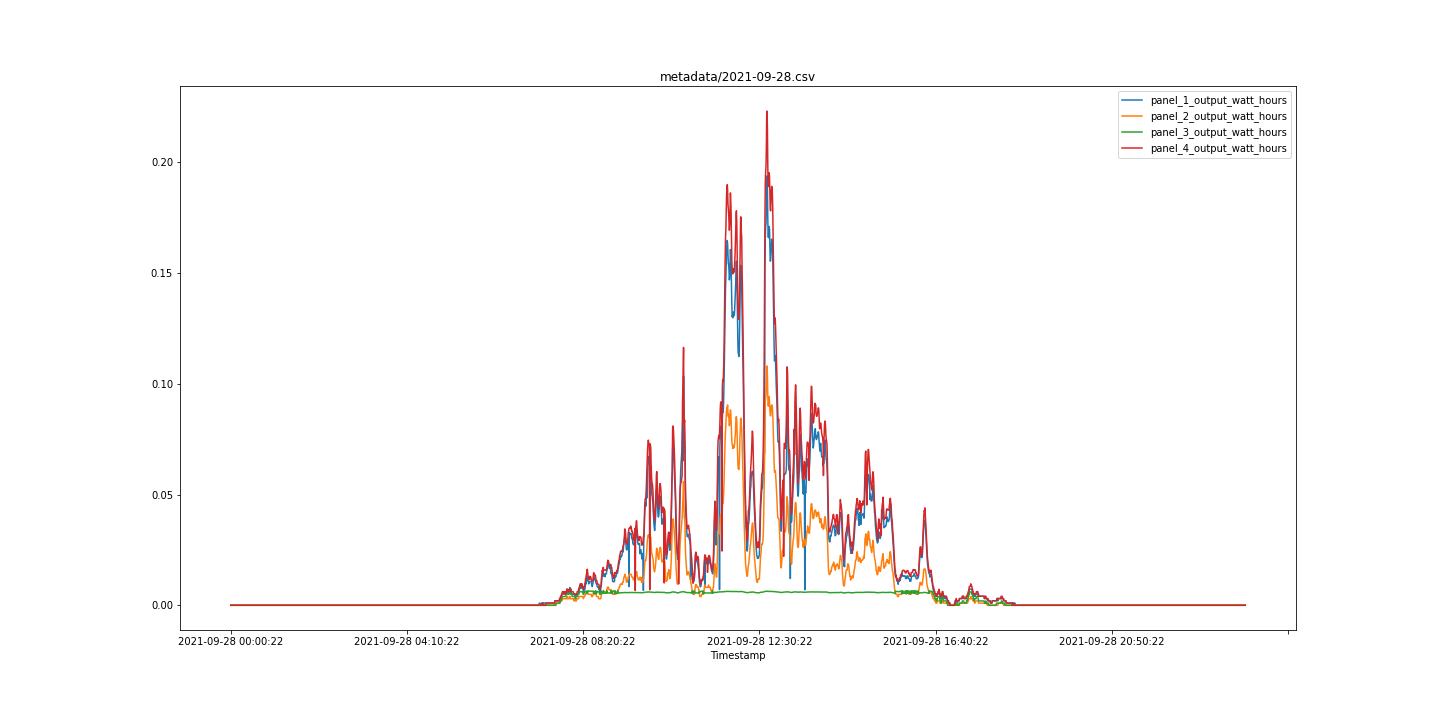 metadata/2021-09-28.csv
panel_1_output_watt_hours
panel_2_output_watt_hours
panel_3_output_watt_hours
panel_4_output_watt_hours
0.20
0.15
0.10
0.05
0.00
2021-09-28 00:00:22 2021-09-28 04:10:22 2021-09-28 08:20:22 2021-09-28 12:30:22 2021-09-28 16:40:22 2021-09-28 20:50:22
Timestamp